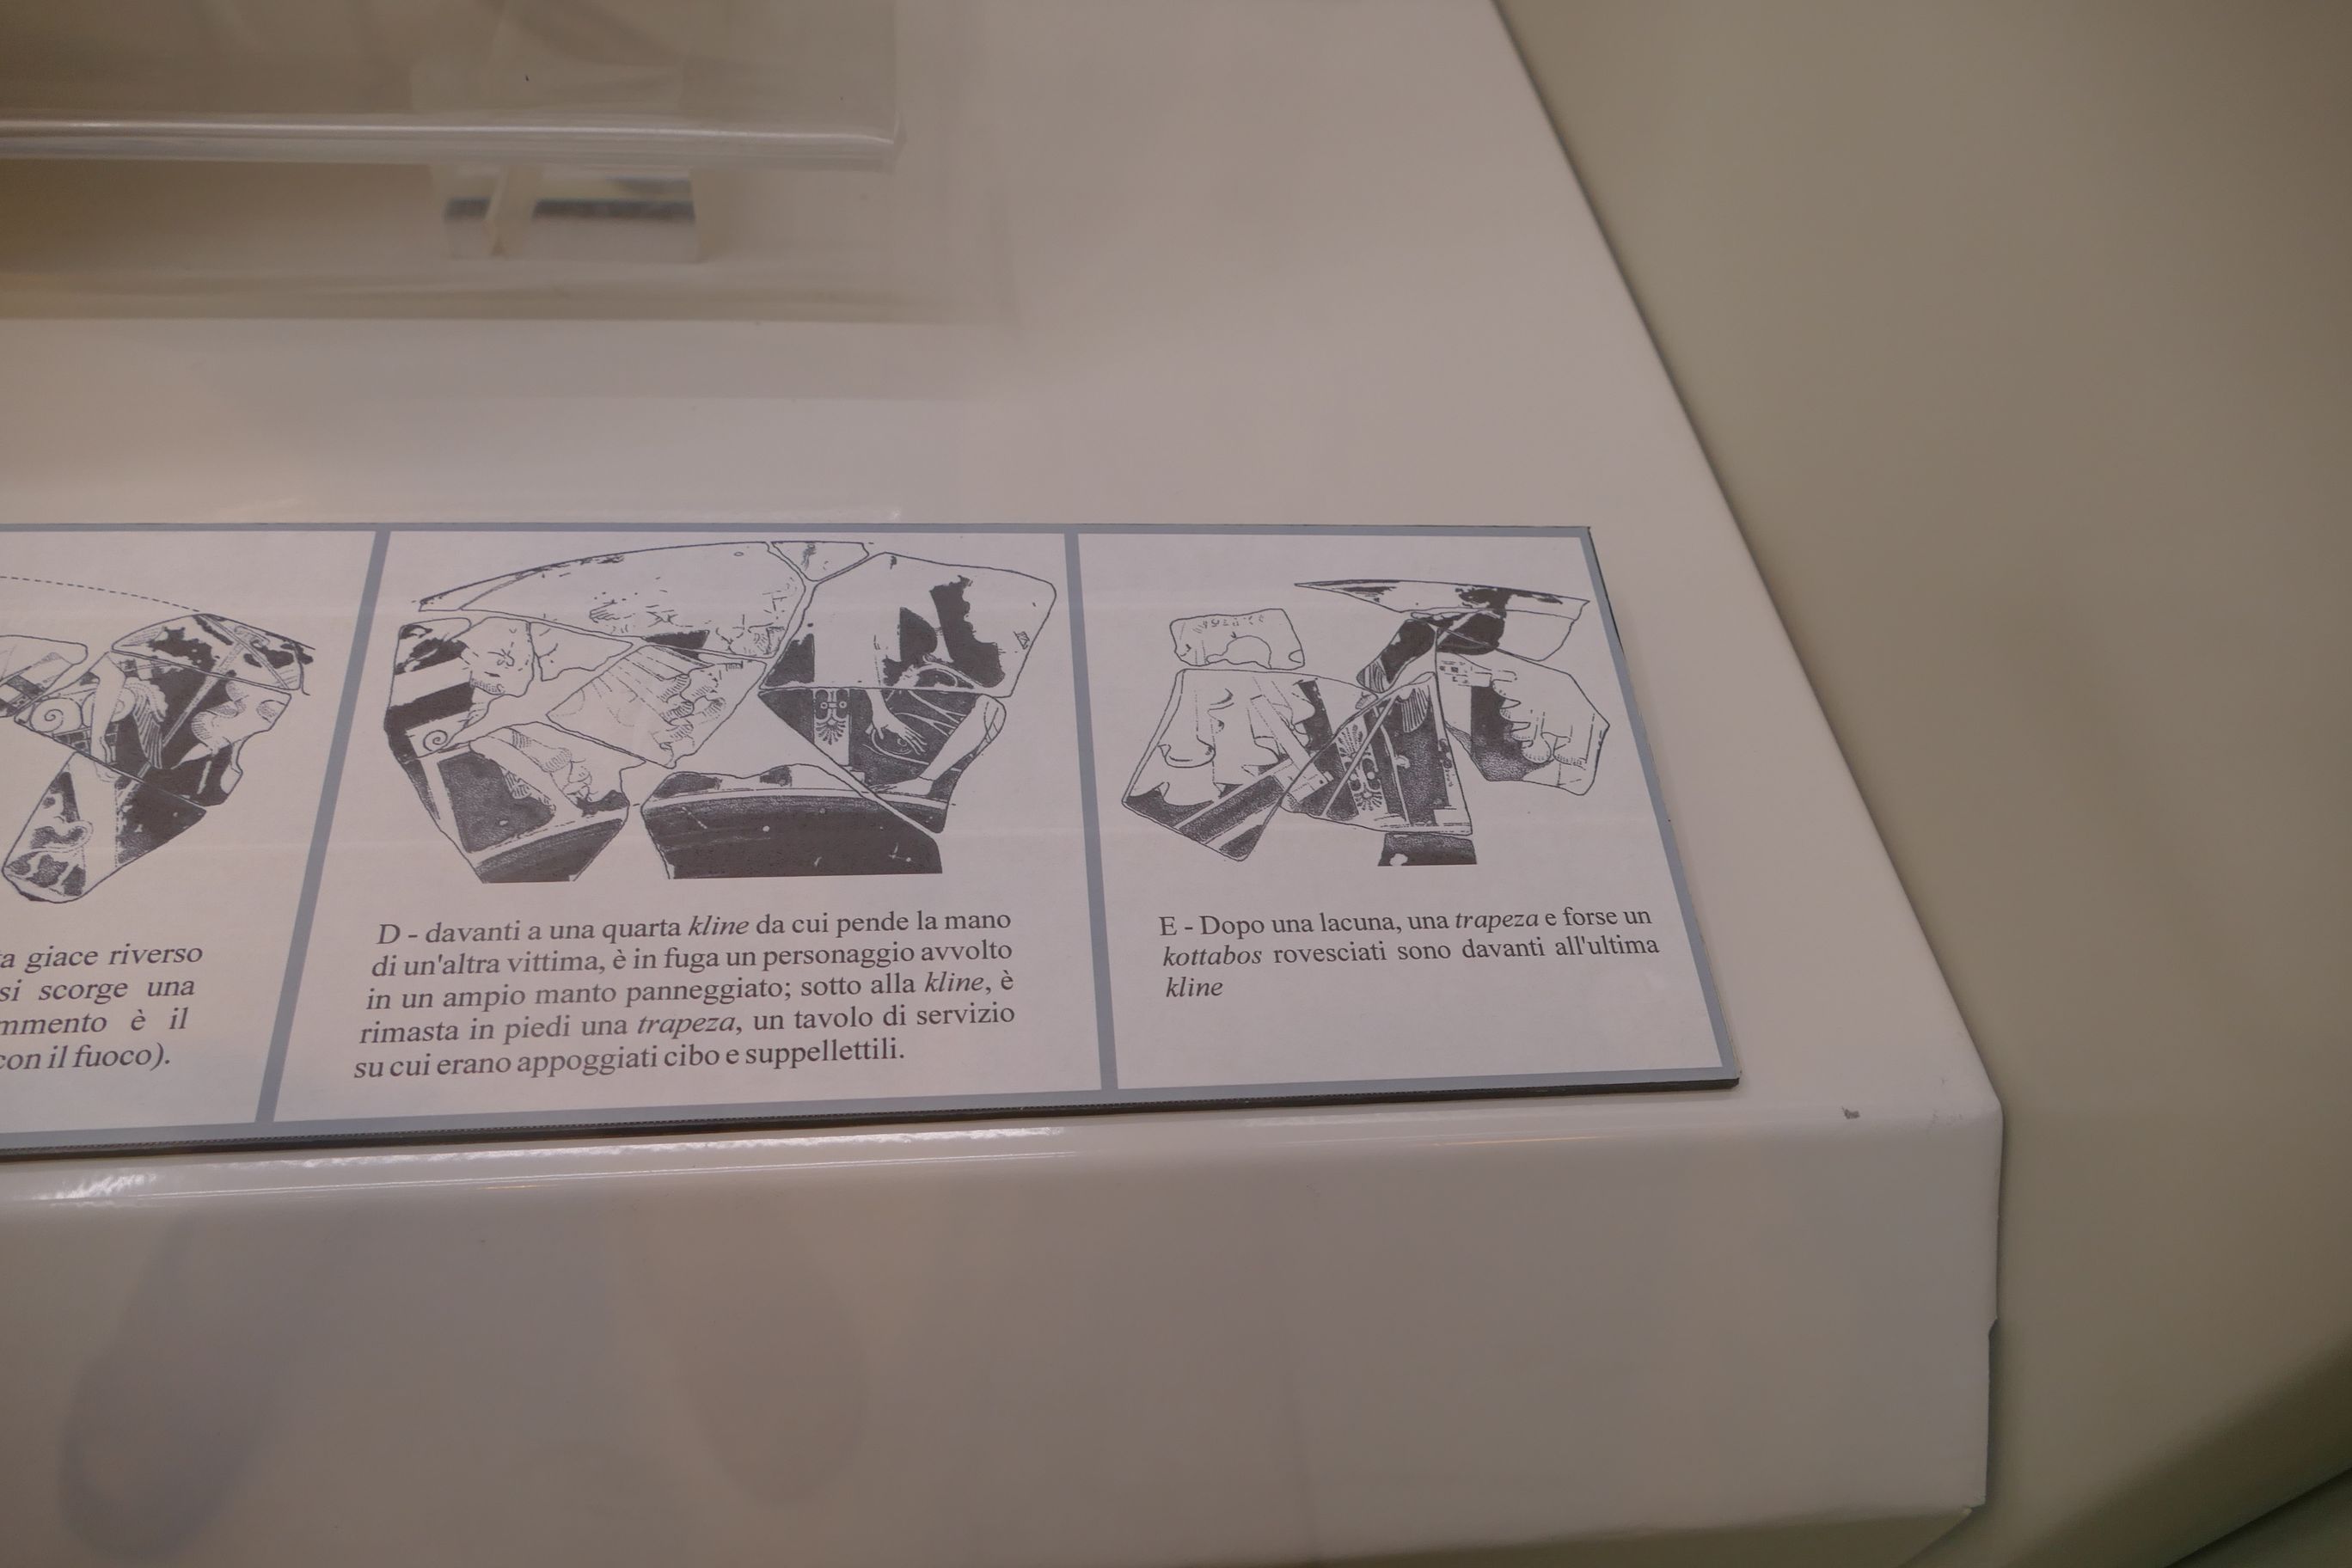 a giace riverso
si scorge una
mmento è il
con il fuoco).
D - davanti a una quarta kline da cui pende la mano
di un'altra vittima, è in fuga un personaggio avvolto
in un ampio manto panneggiato; sotto alla kline, è
rimasta in piedi una trapeza, un tavolo di servizio
su cui erano appoggiati cibo e suppellettili.
E - Dopo una lacuna, una trapeza e forse un
kottabos rovesciati sono davanti all'ultima
kline